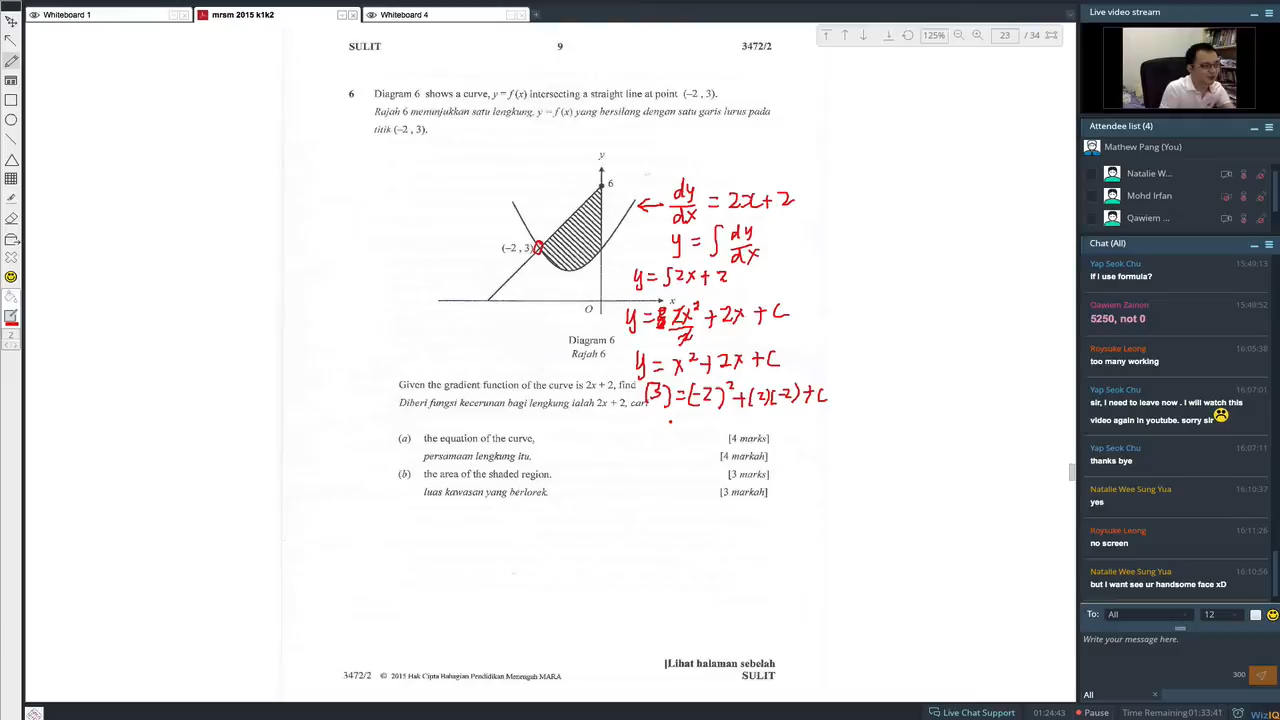 Whiteboard 1
mrsm 2015 k1k2
Whiteboard 4
SULIT 9 3472/2
125% 23 / 34
6 Diagram 6 shows a curve, y = f (x) intersecting a straight line at point (–2 , 3).
Rajah 6 menunjukkan satu lengkung, y = f (x) yang bersilang dengan satu garis lurus pada
titik (–2 , 3).
y
6
(–2 , 3)
O
x
Diagram 6
Rajah 6
dy/dx = 2x + 2
y = ∫ dy/dx
y = ∫ 2x + 2
y = 2x²/2 + 2x + C
y = x² + 2x + C
(3) = (-2)² + (2)(-2) + C
Given the gradient function of the curve is 2x + 2, find
Diberi fungsi kecerunan bagi lengkung ialah 2x + 2, cari
(a) the equation of the curve, [4 marks]
persamaan lengkung itu, [4 markah]
(b) the area of the shaded region. [3 marks]
luas kawasan yang berlorek. [3 markah]
[Lihat halaman sebelah
3472/2 © 2015 Hak Cipta Bahagian Pendidikan Menengah MARA SULIT
2
Live video stream
Attendee list (4)
Mathew Pang (You)
Natalie W...
Mohd Irfan
Qawiem ...
Chat (All)
Yap Seok Chu 15:49:13
if I use formula?
Qawiem Zainon 15:49:52
5250, not 0
Roysuke Leong 16:05:38
too many working
Yap Seok Chu 16:07:01
sir, I need to leave now . I will watch this
video again in youtube. sorry sir
Yap Seok Chu 16:07:11
thanks bye
Natalie Wee Sung Yua 16:10:37
yes
Roysuke Leong 16:11:26
no screen
Natalie Wee Sung Yua 16:10:56
but I want see ur handsome face xD
To: All 12
Write your message here.
300
All
Live Chat Support 01:24:43 Pause Time Remaining 01:33:41 WizIQ